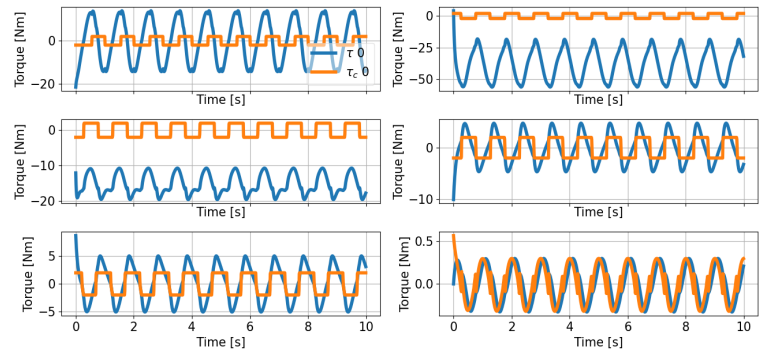 Torque [Nm]
0
−20
τ 0
τc 0
Time [s]
Torque [Nm]
0
−25
−50
Time [s]
Torque [Nm]
0
−10
−20
Time [s]
Torque [Nm]
0
−10
Time [s]
Torque [Nm]
5
0
−5
0 2 4 6 8 10
Time [s]
Torque [Nm]
0.5
0.0
0 2 4 6 8 10
Time [s]